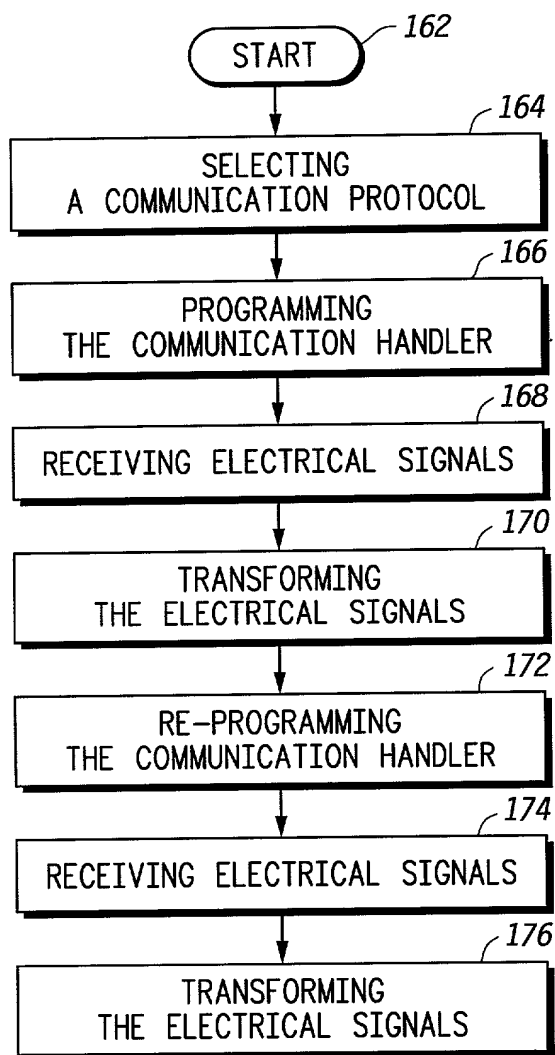 162
START
164
SELECTING
A COMMUNICATION PROTOCOL
166
PROGRAMMING
THE COMMUNICATION HANDLER
168
RECEIVING ELECTRICAL SIGNALS
170
TRANSFORMING
THE ELECTRICAL SIGNALS
172
RE-PROGRAMMING
THE COMMUNICATION HANDLER
174
RECEIVING ELECTRICAL SIGNALS
176
TRANSFORMING
THE ELECTRICAL SIGNALS